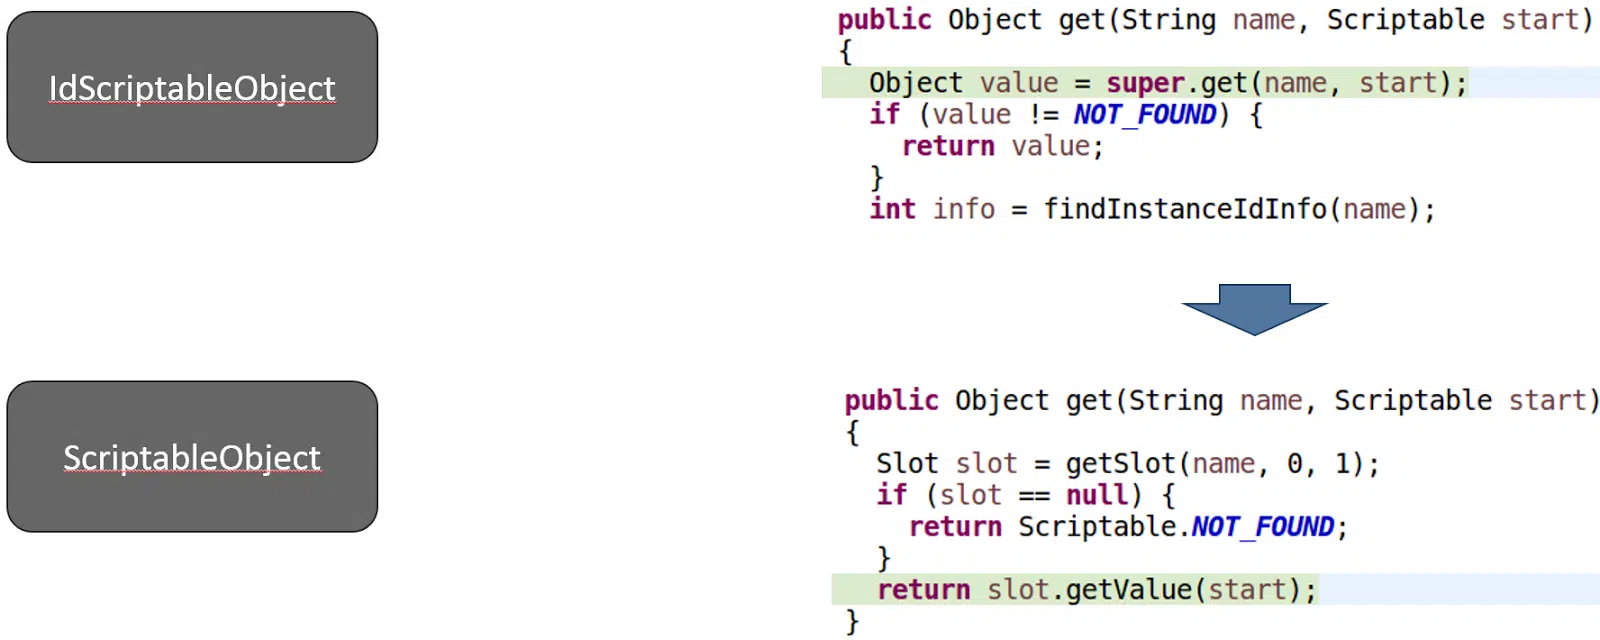 IdScriptableObject
public Object get(String name, Scriptable start)
{
Object value = super.get(name, start);
if (value != NOT_FOUND) {
return value;
}
int info = findInstanceIdInfo(name);
ScriptableObject
public Object get(String name, Scriptable start)
{
Slot slot = getSlot(name, 0, 1);
if (slot == null) {
return Scriptable.NOT_FOUND;
}
return slot.getValue(start);
}